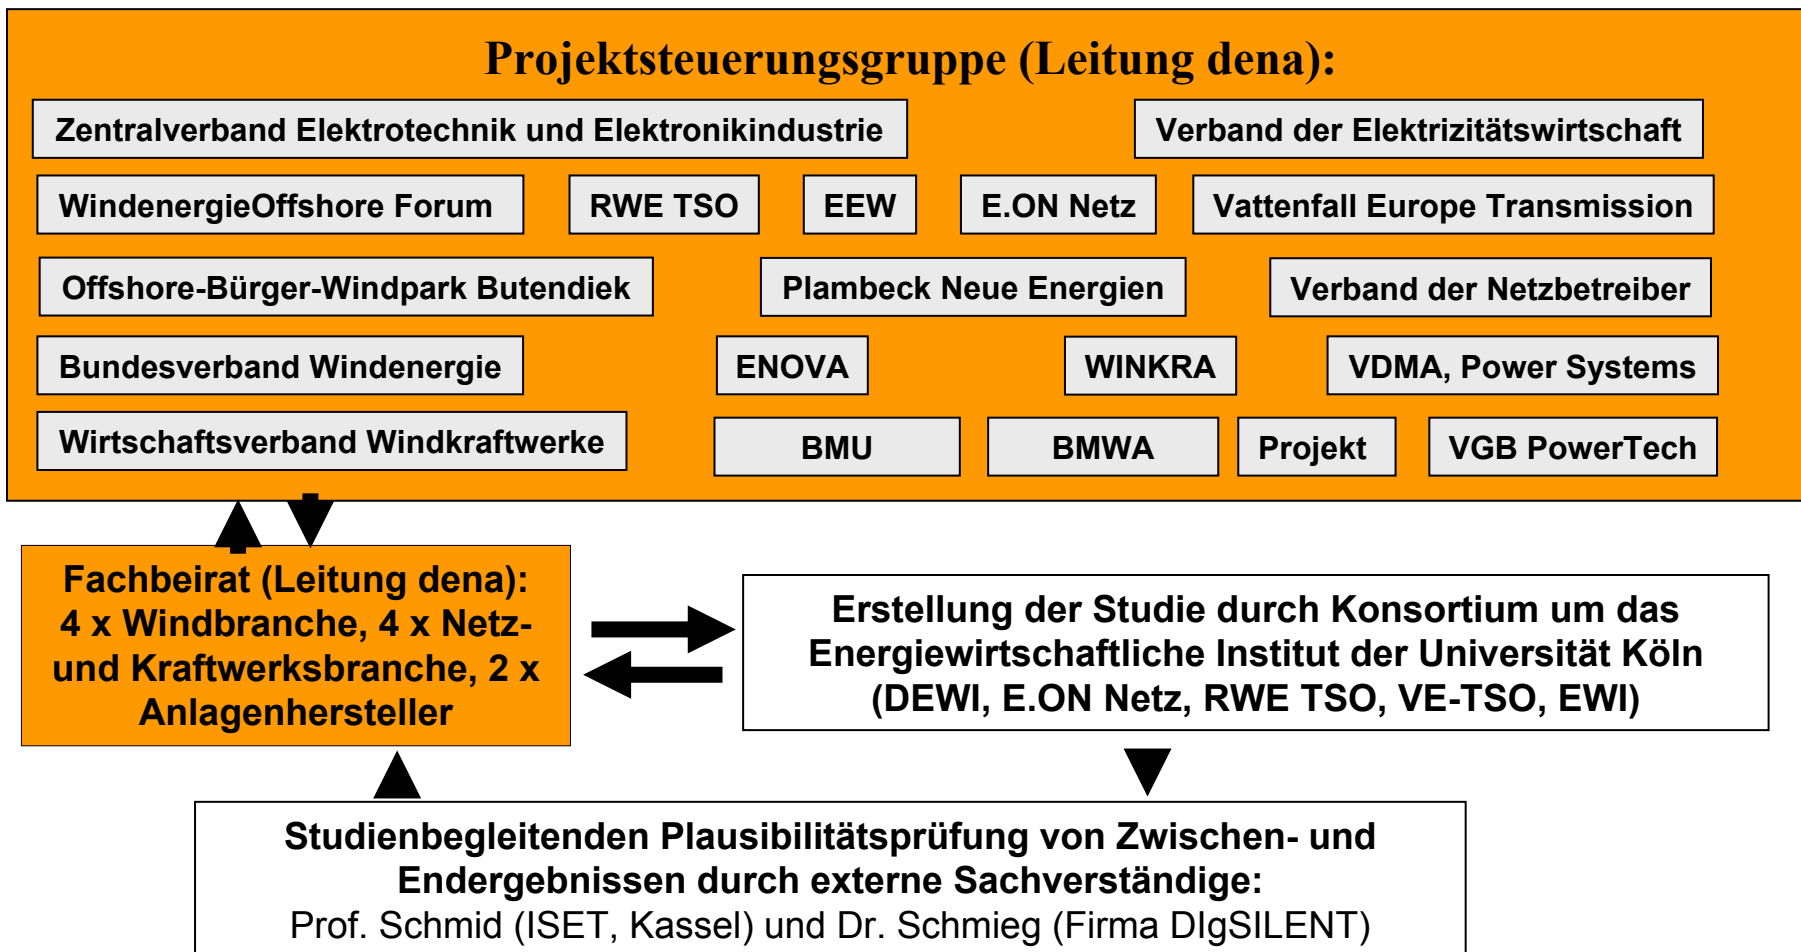 Projektsteuerungsgruppe (Leitung dena):
Zentralverband Elektrotechnik und Elektronikindustrie
Verband der Elektrizitätswirtschaft
WindenergieOffshore Forum
RWE TSO
EEW
E.ON Netz
Vattenfall Europe Transmission
Offshore-Bürger-Windpark Butendiek
Plambeck Neue Energien
Verband der Netzbetreiber
Bundesverband Windenergie
ENOVA
WINKRA
VDMA, Power Systems
Wirtschaftsverband Windkraftwerke
BMU
BMWA
Projekt
VGB PowerTech
Fachbeirat (Leitung dena):
4 x Windbranche, 4 x Netz-
und Kraftwerksbranche, 2 x
Anlagenhersteller
Erstellung der Studie durch Konsortium um das
Energiewirtschaftliche Institut der Universität Köln
(DEWI, E.ON Netz, RWE TSO, VE-TSO, EWI)
Studienbegleitenden Plausibilitätsprüfung von Zwischen- und
Endergebnissen durch externe Sachverständige:
Prof. Schmid (ISET, Kassel) und Dr. Schmieg (Firma DIgSILENT)